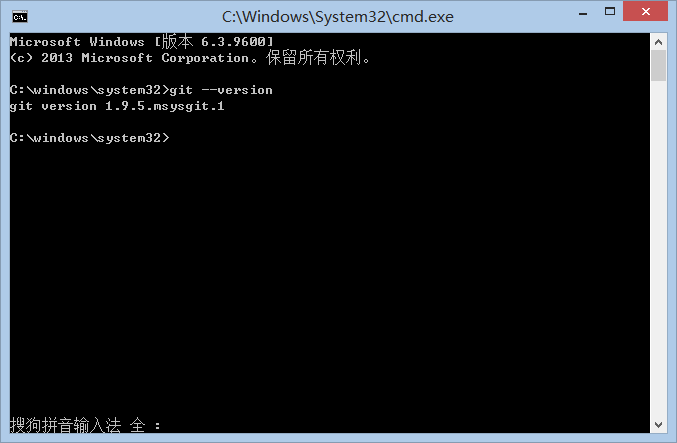 C:\Windows\System32\cmd.exe
Microsoft Windows [版本 6.3.9600]
(c) 2013 Microsoft Corporation。保留所有权利。
C:\windows\system32>git --version
git version 1.9.5.msysgit.1
C:\windows\system32>
搜狗拼音输入法 全 :